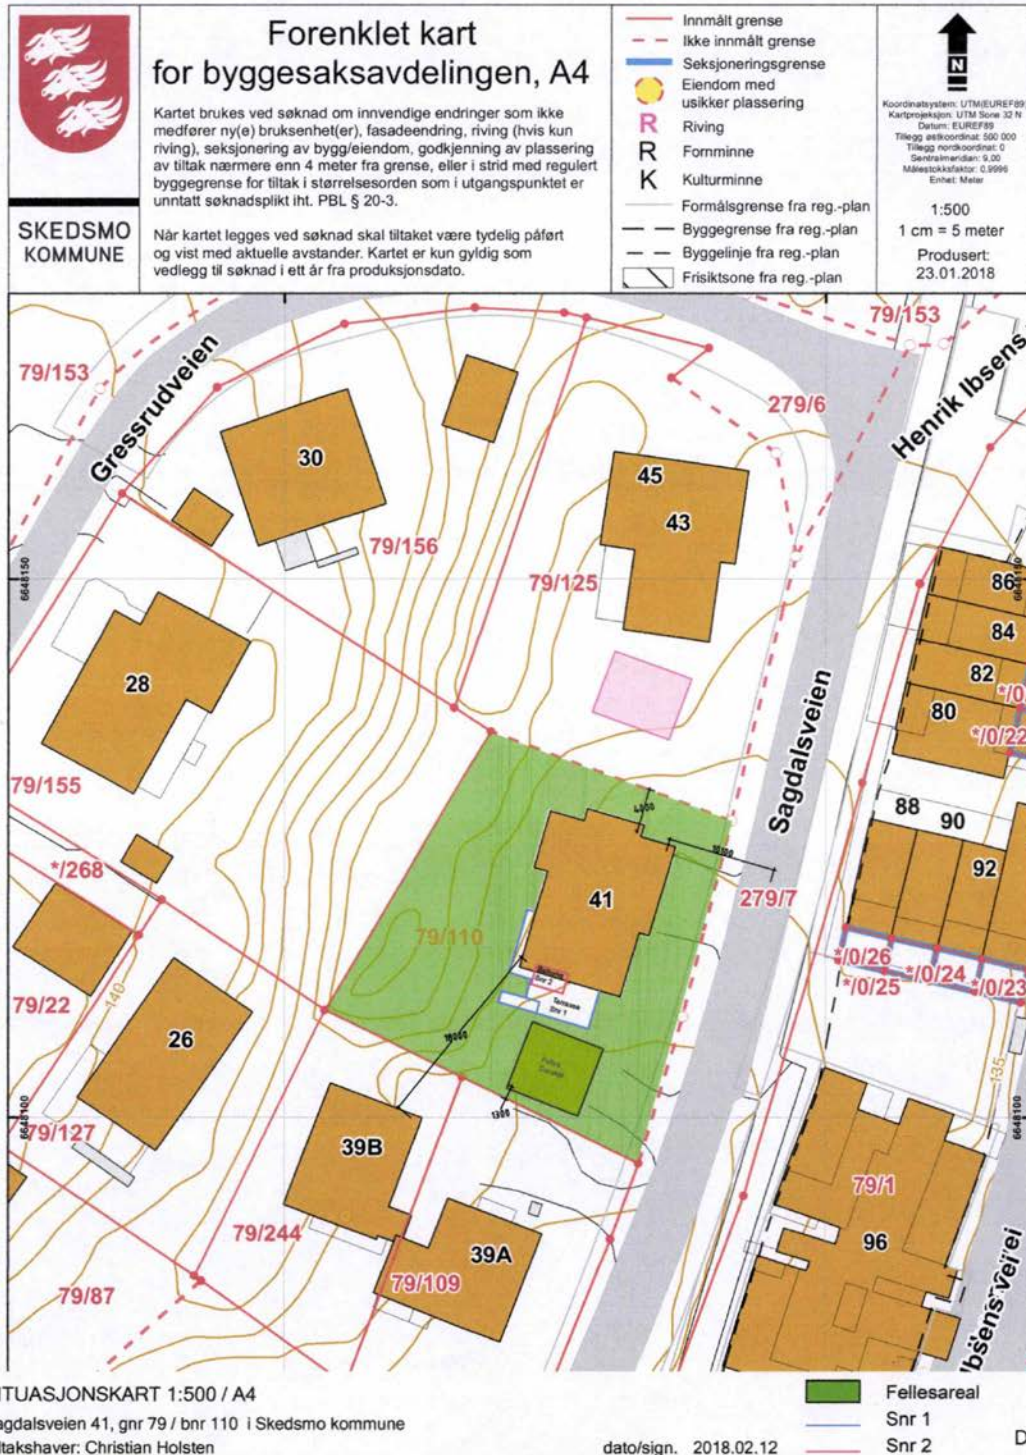 Forenklet kart
for byggesaksavdelingen, A4
Kartet brukes ved søknad om innvendige endringer som ikke
medfører ny(e) bruksenhet(er), fasadeendring, riving (hvis kun
riving), seksjonering av bygg/eiendom, godkjenning av plassering
av tiltak nærmere enn 4 meter fra grense, eller i strid med regulert
byggegrense for tiltak i størrelsesorden som i utgangspunktet er
unntatt søknadsplikt iht. PBL § 20-3.
Når kartet legges ved søknad skal tiltaket være tydelig påført
og vist med aktuelle avstander. Kartet er kun gyldig som
vedlegg til søknad i ett år fra produksjonsdato.
SKEDSMO
KOMMUNE
Innmålt grense
Ikke innmålt grense
Seksjoneringsgrense
Eiendom med
usikker plassering
R Riving
R Fornminne
K Kulturminne
Formålsgrense fra reg.-plan
Byggegrense fra reg.-plan
Byggelinje fra reg.-plan
Frisiktsone fra reg.-plan
N
Koordinatsystem: UTM(EUREF89)
Kartprojeksjon: UTM Sone 32 N
Datum: EUREF89
Tillegg østkoordinat: 500 000
Tillegg nordkoordinat: 0
Sentralmeridian: 9,00
Målestokksfaktor: 0,9996
Enhet: Meter
1:500
1 cm = 5 meter
Produsert:
23.01.2018
79/153
79/153
Gressrudveien
Henrik Ibsens
279/6
30
45
43
79/156
79/125
6648150
6648150
86
84
82
80
*/0
*/0/22
28
Sagdalsveien
79/155
88
90
92
4000
*/268
41
279/7
79/110
*/0/26
*/0/25
*/0/24
*/0/23
Snr 2
Terrasse
Snr 1
79/22
140
26
135
1300
6648100
6648100
79/127
39B
79/1
96
79/244
39A
79/109
79/87
Ibsens vei
ITUASJONSKART 1:500 / A4
agdalsveien 41, gnr 79 / bnr 110 i Skedsmo kommune
ltakshaver: Christian Holsten
dato/sign. 2018.02.12
Fellesareal
Snr 1
Snr 2
D